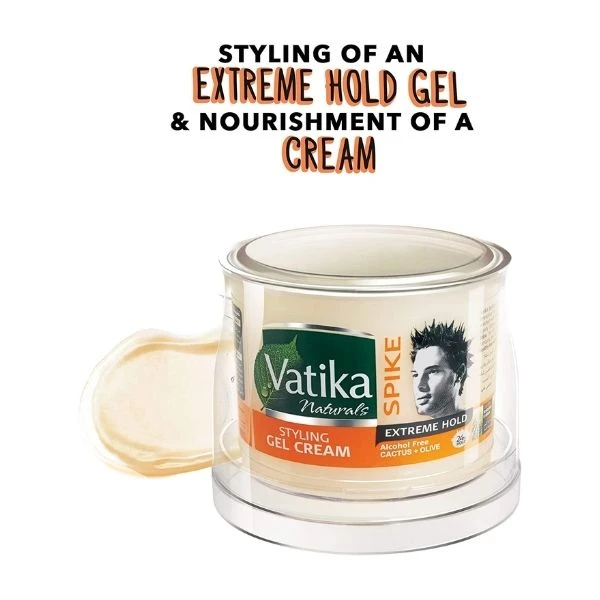 STYLING OF AN
EXTREME HOLD GEL
& NOURISHMENT OF A
CREAM
Vatika
Naturals
STYLING
GEL CREAM
SPIKE
EXTREME HOLD
Alcohol Free
CACTUS + OLIVE